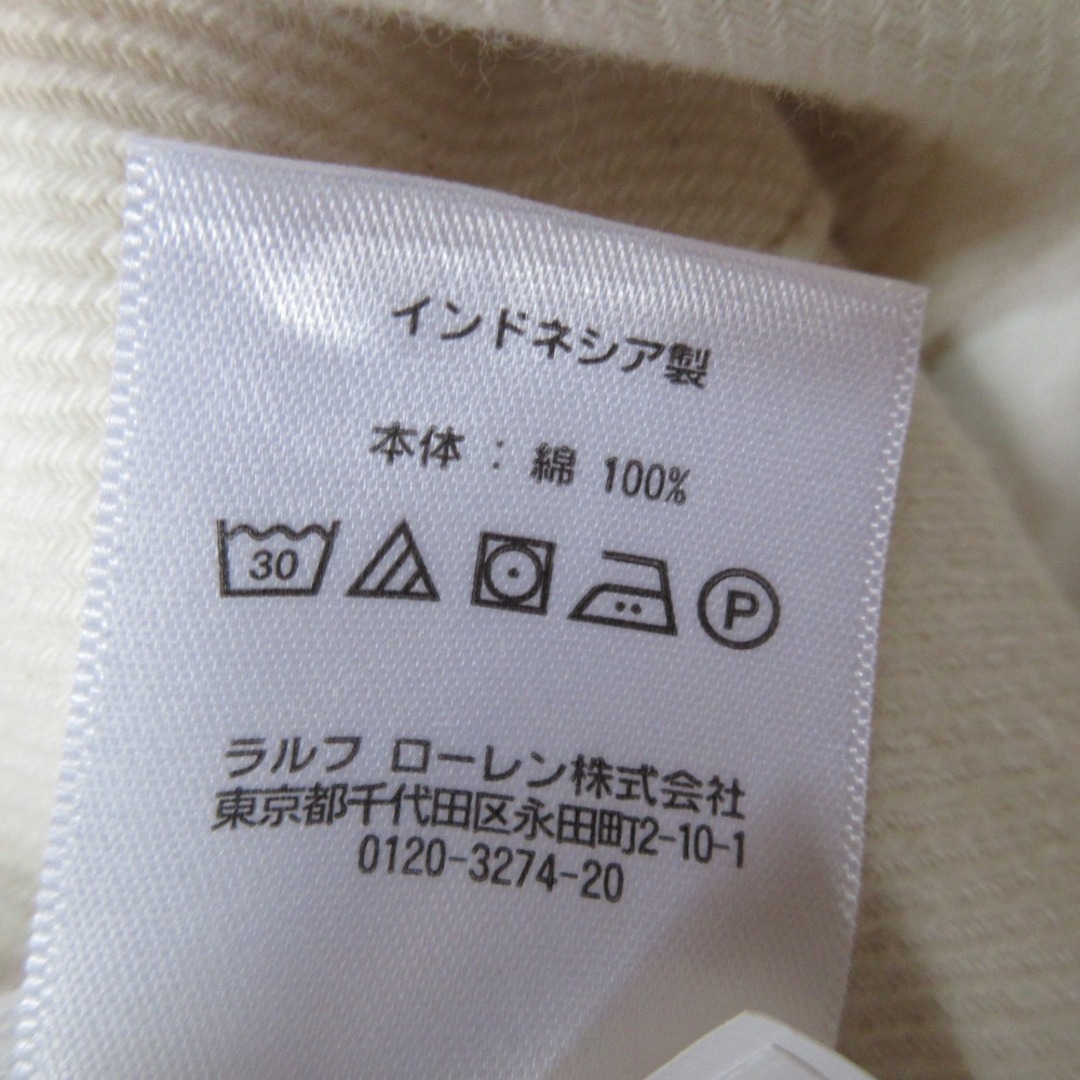 インドネシア製
本体 : 綿 100%
30 P
ラルフ ローレン株式会社
東京都千代田区永田町2-10-1
0120-3274-20